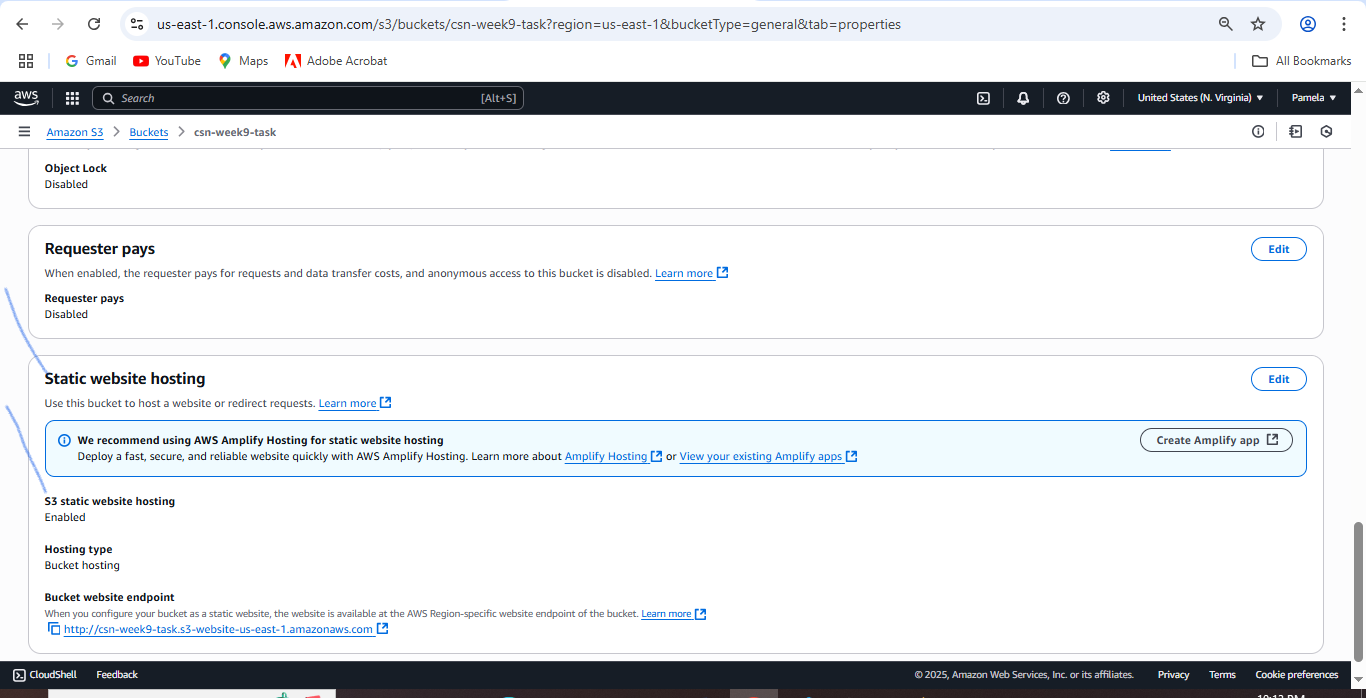 us-east-1.console.aws.amazon.com/s3/buckets/csn-week9-task?region=us-east-1&bucketType=general&tab=properties
Gmail YouTube Maps Adobe Acrobat All Bookmarks
aws Search [Alt+S] United States (N. Virginia) Pamela
Amazon S3 Buckets csn-week9-task
Object Lock
Disabled
Requester pays Edit
When enabled, the requester pays for requests and data transfer costs, and anonymous access to this bucket is disabled. Learn more
Requester pays
Disabled
Static website hosting Edit
Use this bucket to host a website or redirect requests. Learn more
We recommend using AWS Amplify Hosting for static website hosting Create Amplify app
Deploy a fast, secure, and reliable website quickly with AWS Amplify Hosting. Learn more about Amplify Hosting or View your existing Amplify apps
S3 static website hosting
Enabled
Hosting type
Bucket hosting
Bucket website endpoint
When you configure your bucket as a static website, the website is available at the AWS Region-specific website endpoint of the bucket. Learn more
http://csn-week9-task.s3-website-us-east-1.amazonaws.com
CloudShell Feedback © 2025, Amazon Web Services, Inc. or its affiliates. Privacy Terms Cookie preferences